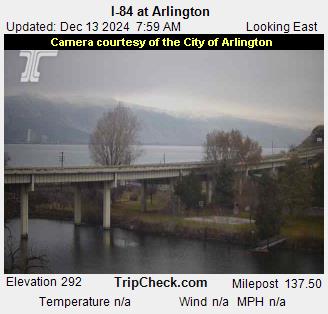 I-84 at Arlington
Updated: Dec 13 2024 7:59 AM Looking East
Camera courtesy of the City of Arlington
Elevation 292 TripCheck.com Milepost 137.50
Temperature n/a Wind n/a MPH n/a